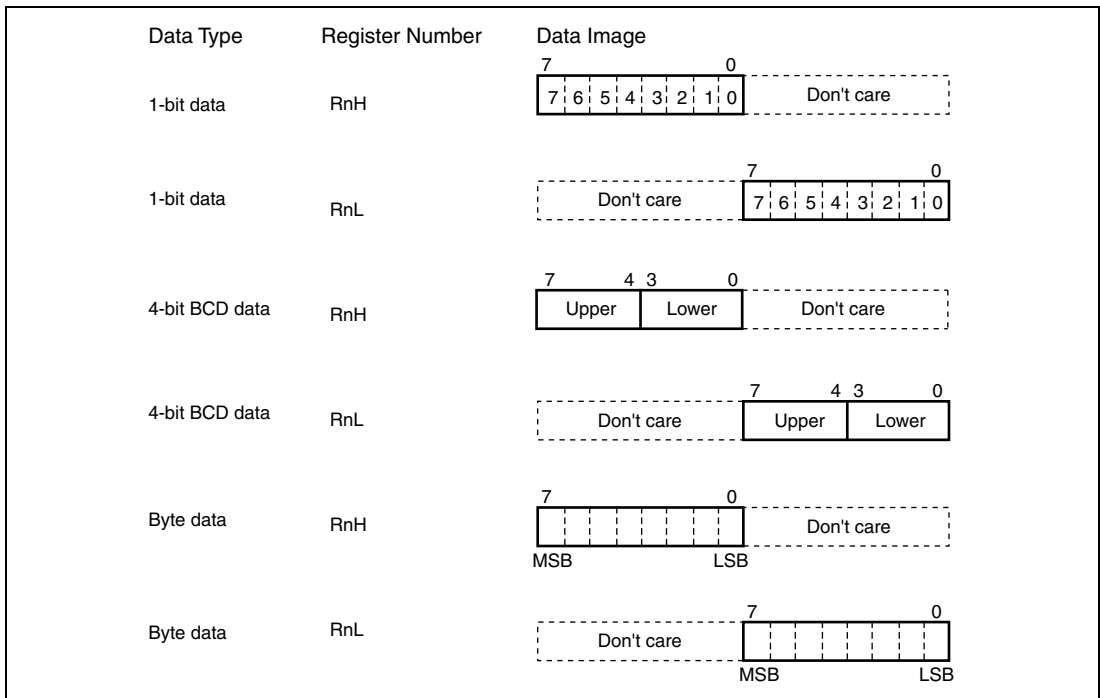 Data Type Register Number Data Image
7 0
1-bit data RnH 7 6 5 4 3 2 1 0 Don't care
7 0
1-bit data RnL Don't care 7 6 5 4 3 2 1 0
7 4 3 0
4-bit BCD data RnH Upper Lower Don't care
7 4 3 0
4-bit BCD data RnL Don't care Upper Lower
7 0
Byte data RnH Don't care
MSB LSB
7 0
Byte data RnL Don't care
MSB LSB